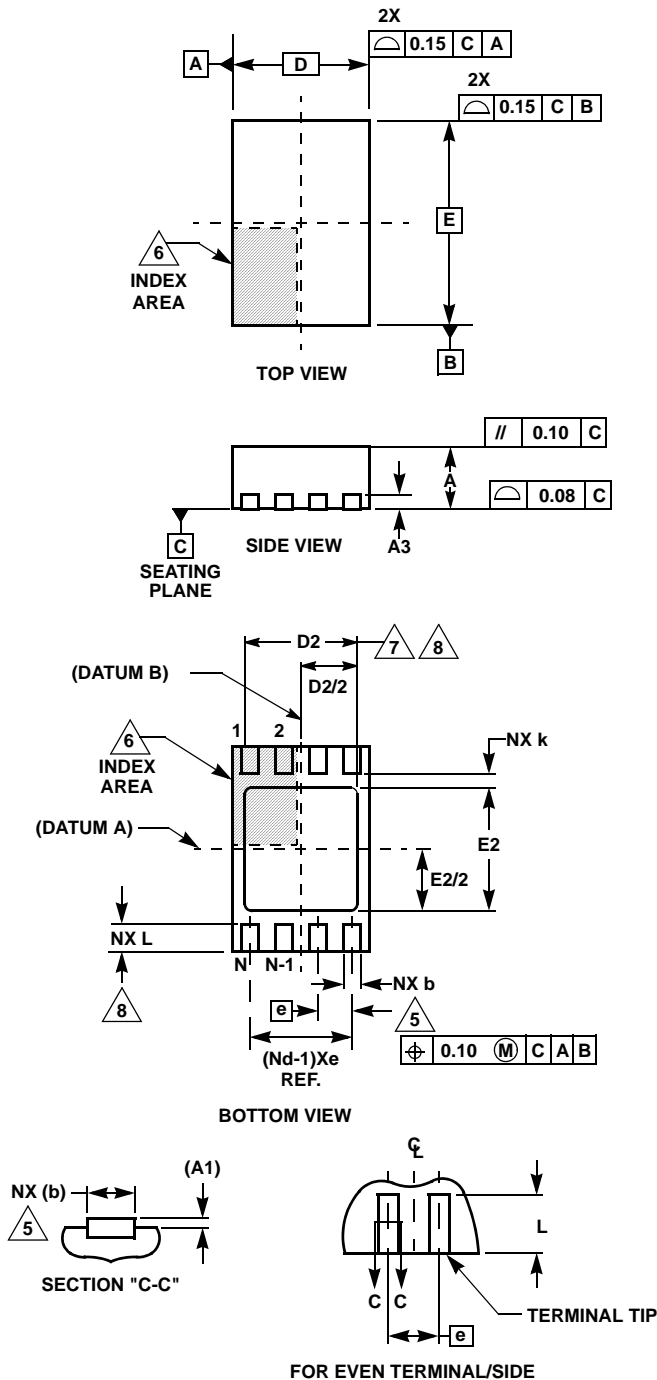 2X
⌓ 0.15 C A
A
D
2X
⌓ 0.15 C B
E
6
INDEX
AREA
B
TOP VIEW
// 0.10 C
A
⌓ 0.08 C
C
SIDE VIEW
A3
SEATING
PLANE
D2
7 8
(DATUM B)
D2/2
1 2
6
INDEX
AREA
NX k
(DATUM A)
E2
E2/2
NX L
N N-1
NX b
8
e
5
(Nd-1)Xe
REF.
⌖ 0.10 Ⓜ C A B
BOTTOM VIEW
(A1)
NX (b)
5
SECTION "C-C"
℄
L
C C
TERMINAL TIP
e
FOR EVEN TERMINAL/SIDE